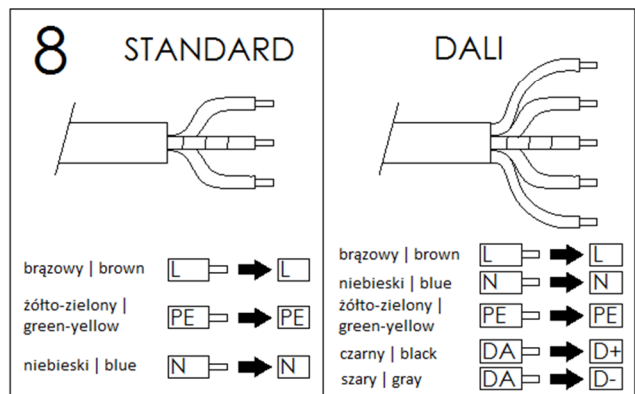 8 STANDARD
brązowy | brown L L
żółto-zielony |
green-yellow PE PE
niebieski | blue N N
DALI
brązowy | brown L L
niebieski | blue N N
żółto-zielony |
green-yellow PE PE
czarny | black DA D+
szary | gray DA D-